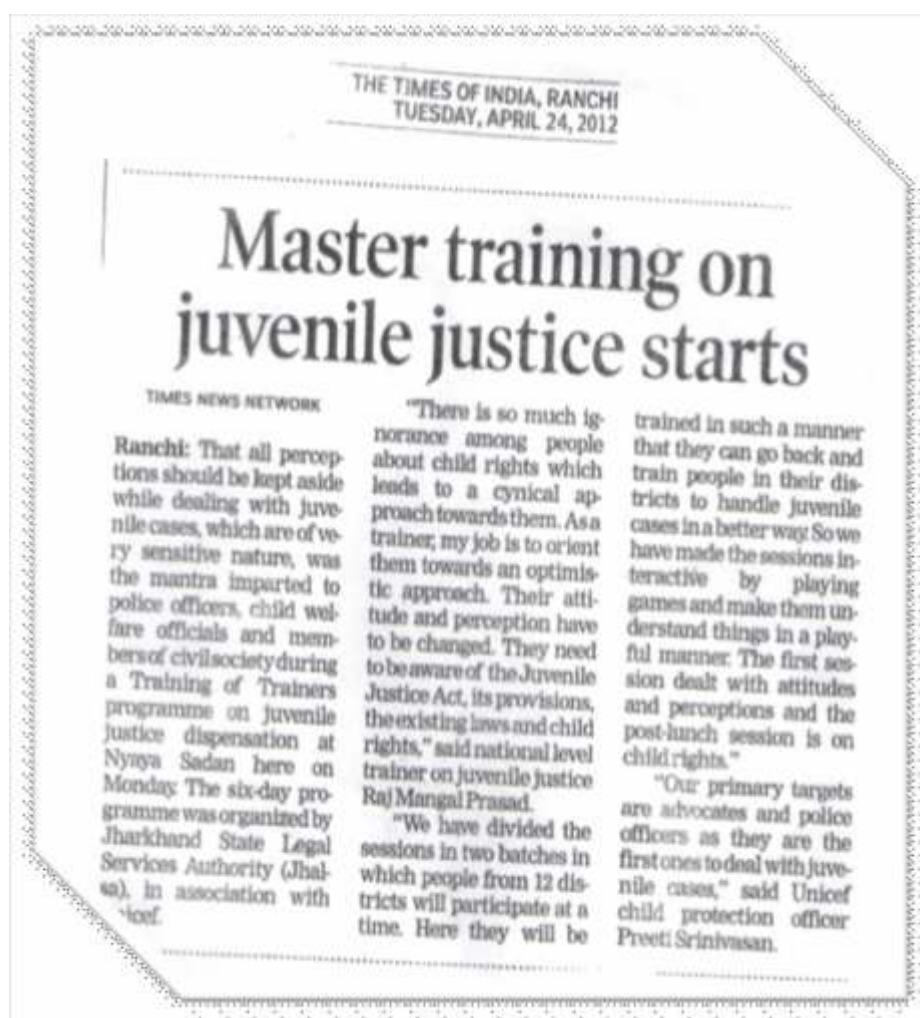 THE TIMES OF INDIA, RANCHI
TUESDAY, APRIL 24, 2012
Master training on
juvenile justice starts
TIMES NEWS NETWORK
Ranchi: That all percep-
tions should be kept aside
while dealing with juve-
nile cases, which are of ve-
ry sensitive nature, was
the mantra imparted to
police officers, child wel-
fare officials and mem-
bers of civil society during
a Training of Trainers
programme on juvenile
justice dispensation at
Nyaya Sadan here on
Monday. The six-day pro-
gramme was organized by
Jharkhand State Legal
Services Authority (Jhal-
sa), in association with
icef.
"There is so much ig-
norance among people
about child rights which
leads to a cynical ap-
proach towards them. As a
trainer, my job is to orient
them towards an optimis-
tic approach. Their atti-
tude and perception have
to be changed. They need
to be aware of the Juvenile
Justice Act, its provisions,
the existing laws and child
rights," said national level
trainer on juvenile justice
Raj Mangal Prasad.
"We have divided the
sessions in two batches in
which people from 12 dis-
tricts will participate at a
time. Here they will be
trained in such a manner
that they can go back and
train people in their dis-
tricts to handle juvenile
cases in a better way. So we
have made the sessions in-
teractive by playing
games and make them un-
derstand things in a play-
ful manner. The first ses-
sion dealt with attitudes
and perceptions and the
post-lunch session is on
child rights."
"Our primary targets
are advocates and police
officers as they are the
first ones to deal with juve-
nile cases," said Unicef
child protection officer
Preeti Srinivasan.